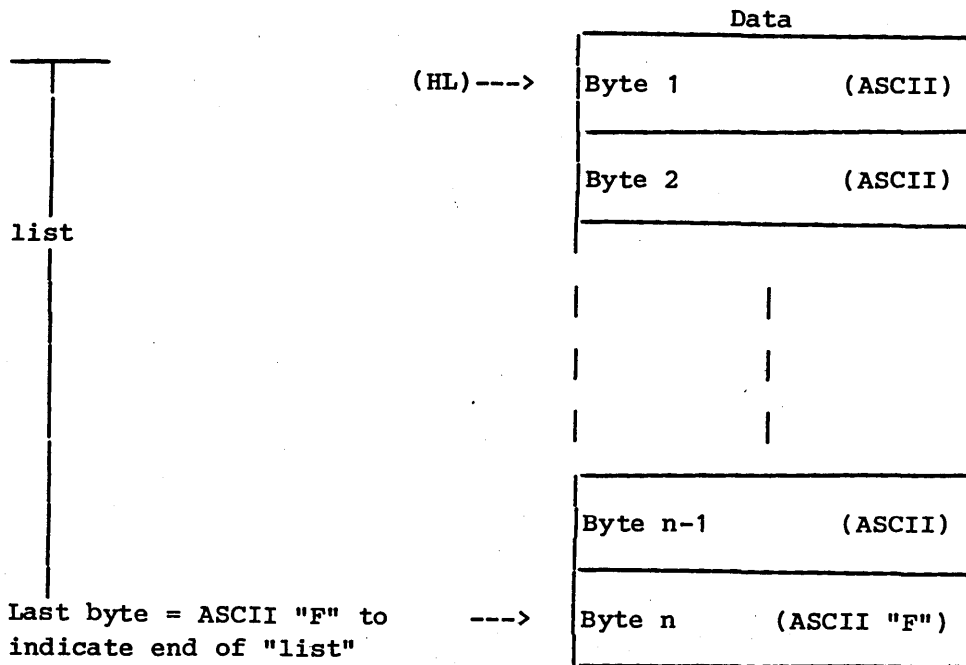 Data
(HL)---> Byte 1 (ASCII)
Byte 2 (ASCII)
list
Byte n-1 (ASCII)
Last byte = ASCII "F" to ---> Byte n (ASCII "F")
indicate end of "list"